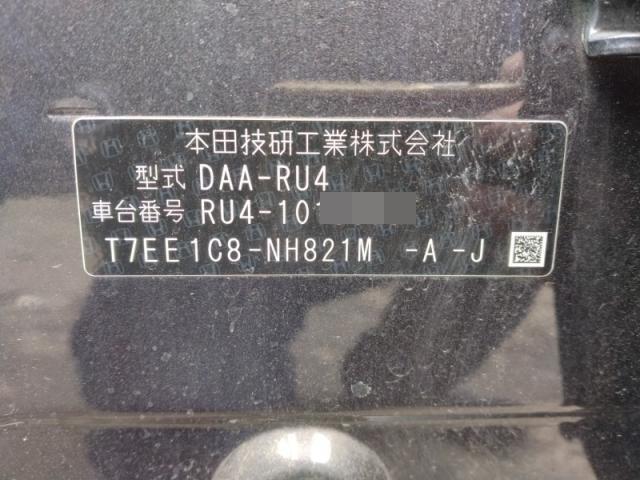 本田技研工業株式会社
型式 DAA-RU4
車台番号 RU4-101
T7EE1C8-NH821M -A -J